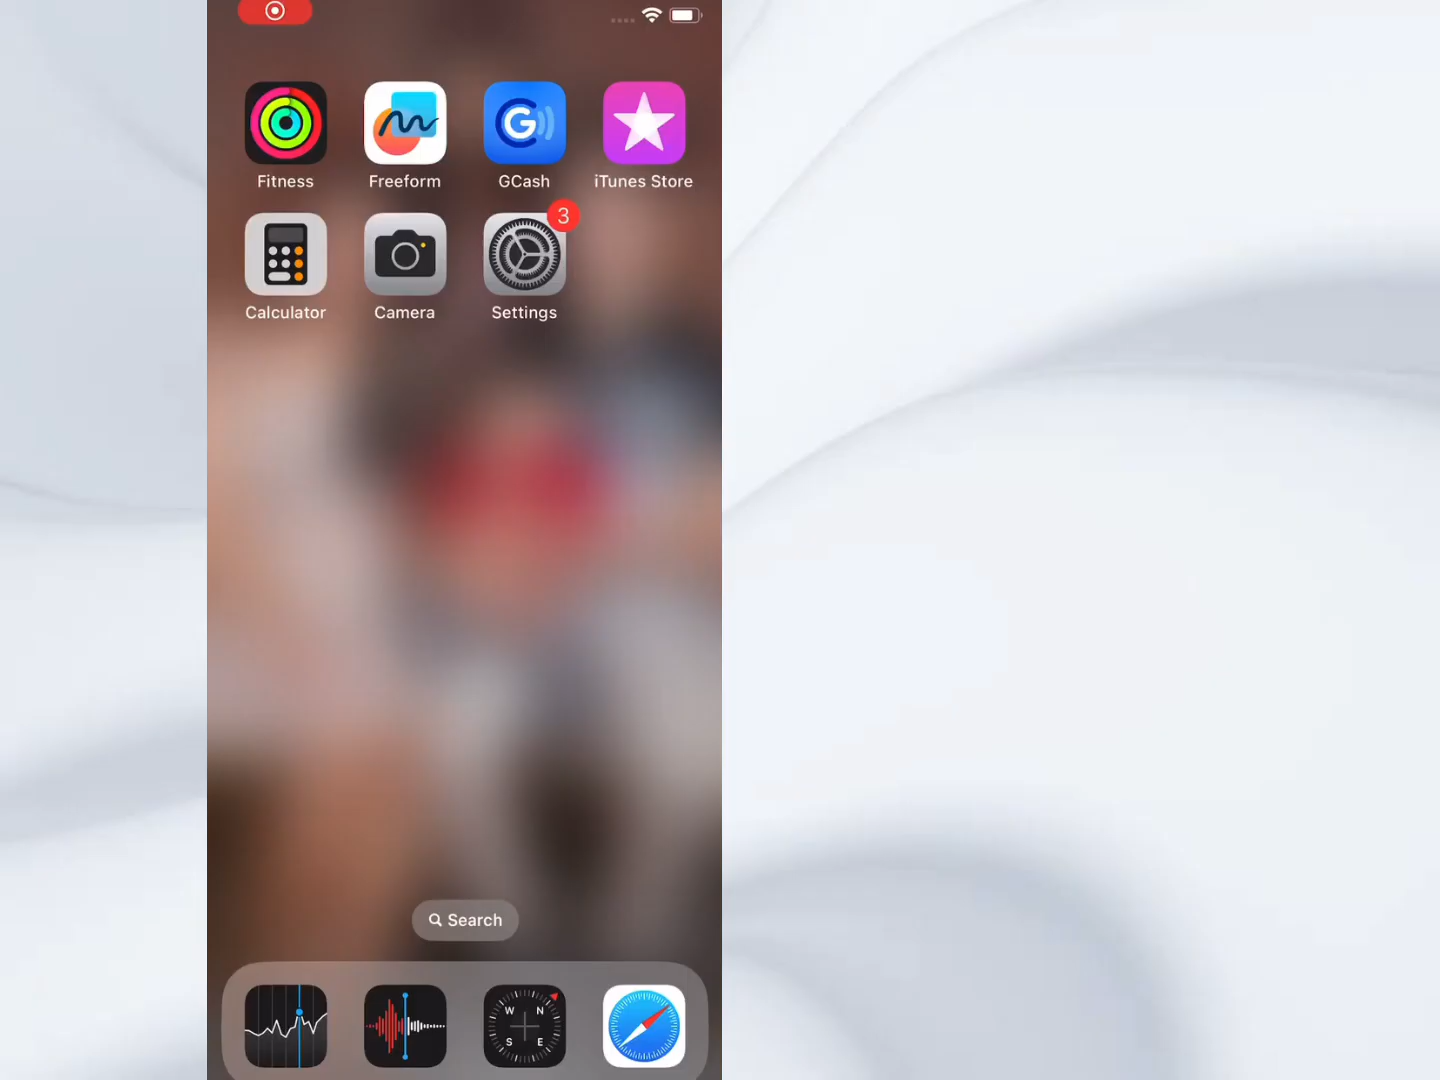 Fitness
Freeform
G
GCash
iTunes Store
3
Calculator
Camera
Settings
Search
W N
S E